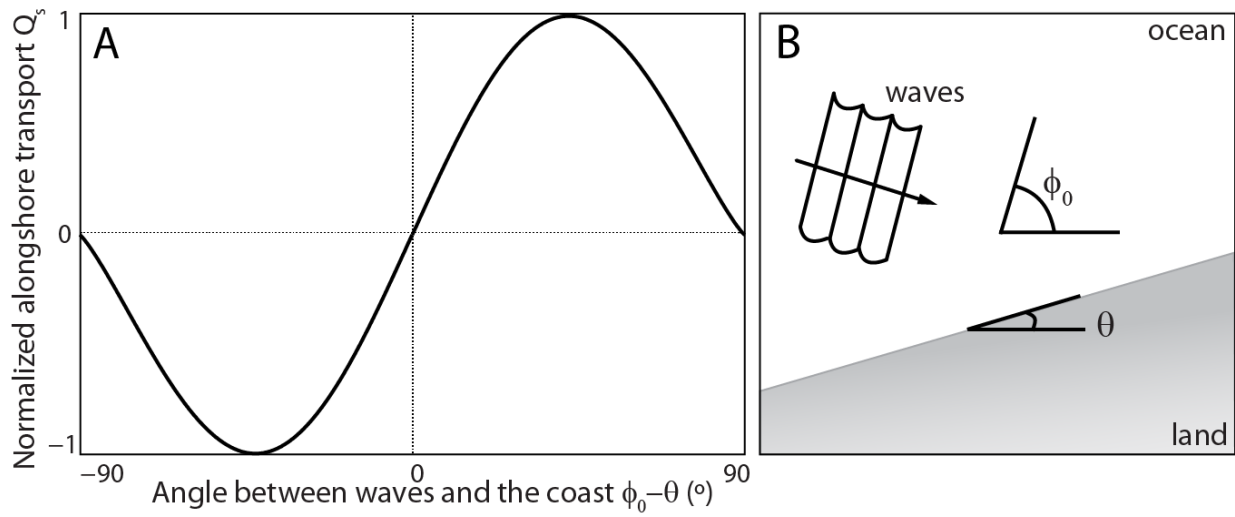 Normalized alongshore transport Qₛ
1
0
−1
A
−90
0
90
Angle between waves and the coast ϕ₀−θ (º)
B
ocean
waves
ϕ₀
θ
land